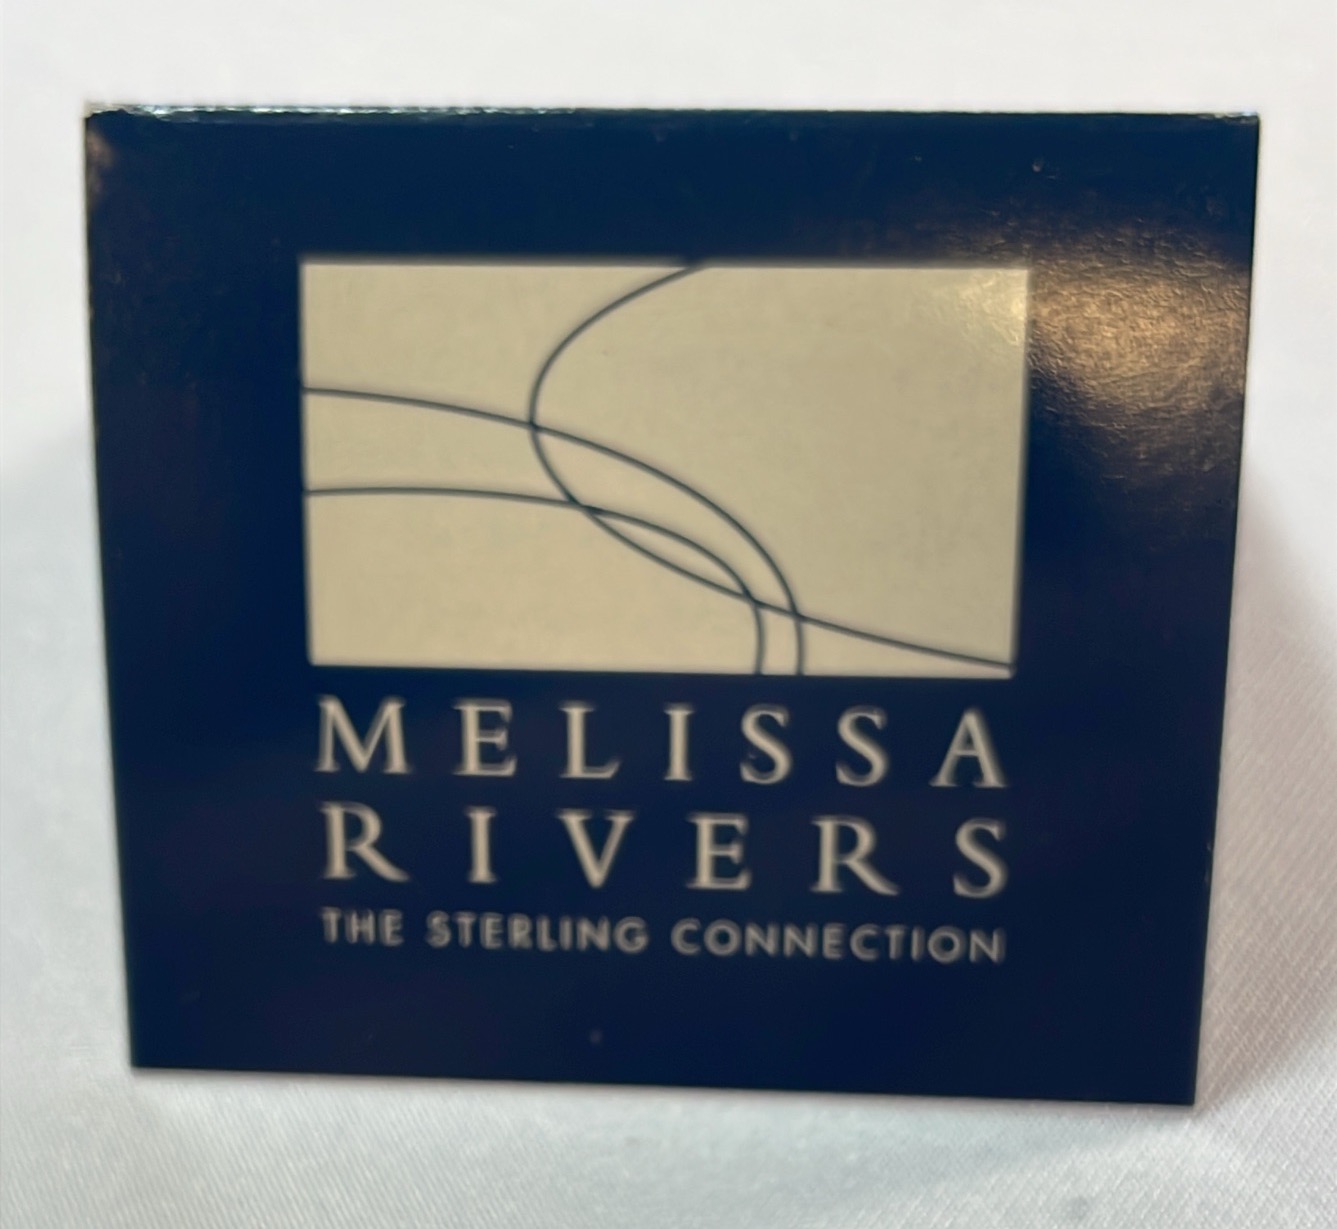 MELISSA
RIVERS
THE STERLING CONNECTION